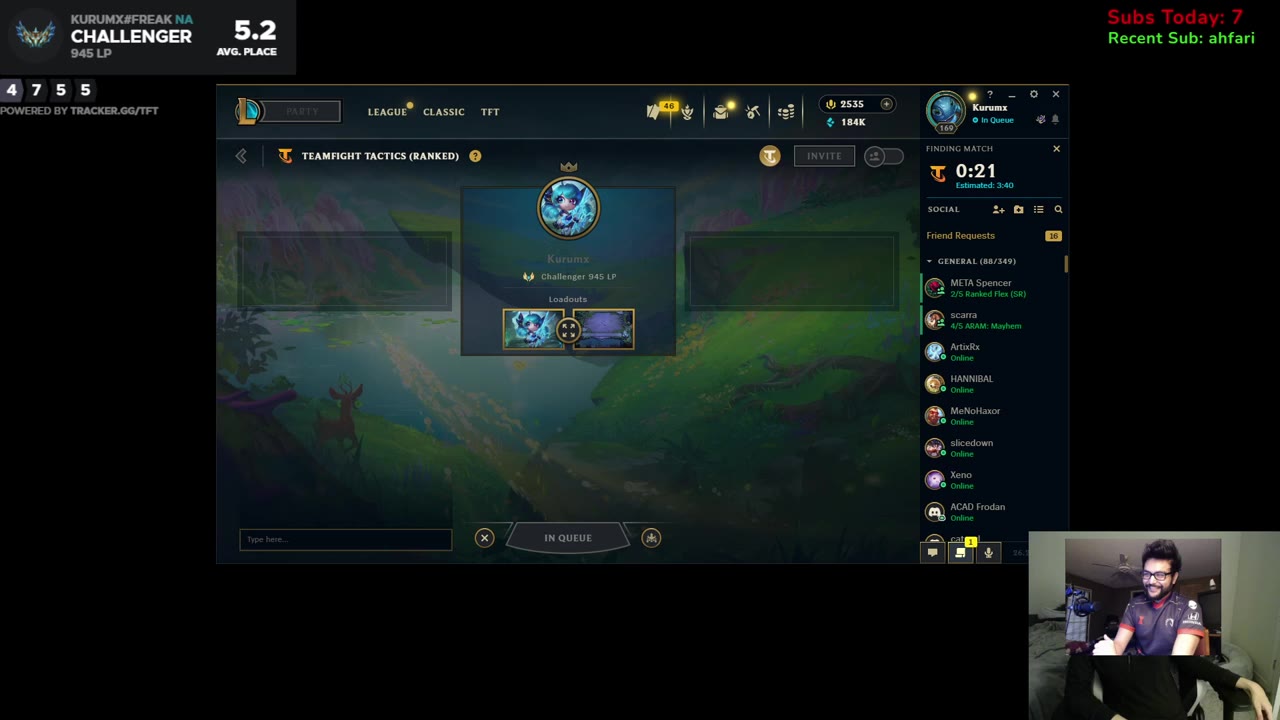 KURUMX#FREAK NA
CHALLENGER
945 LP
5.2
AVG. PLACE
4 7 5 5
POWERED BY TRACKER.GG/TFT
Subs Today: 7
Recent Sub: ahfari
PARTY
LEAGUE
CLASSIC
TFT
46
2535
184K
169
Kurumx
In Queue
TEAMFIGHT TACTICS (RANKED)
INVITE
FINDING MATCH
0:21
Estimated: 3:40
SOCIAL
Friend Requests
16
GENERAL (88/349)
META Spencer
2/5 Ranked Flex (SR)
scarra
4/5 ARAM: Mayhem
ArtixRx
Online
HANNIBAL
Online
MeNoHaxor
Online
slicedown
Online
Xeno
Online
ACAD Frodan
Online
1
Kurumx
Challenger 945 LP
Loadouts
Type here...
IN QUEUE
HONDA